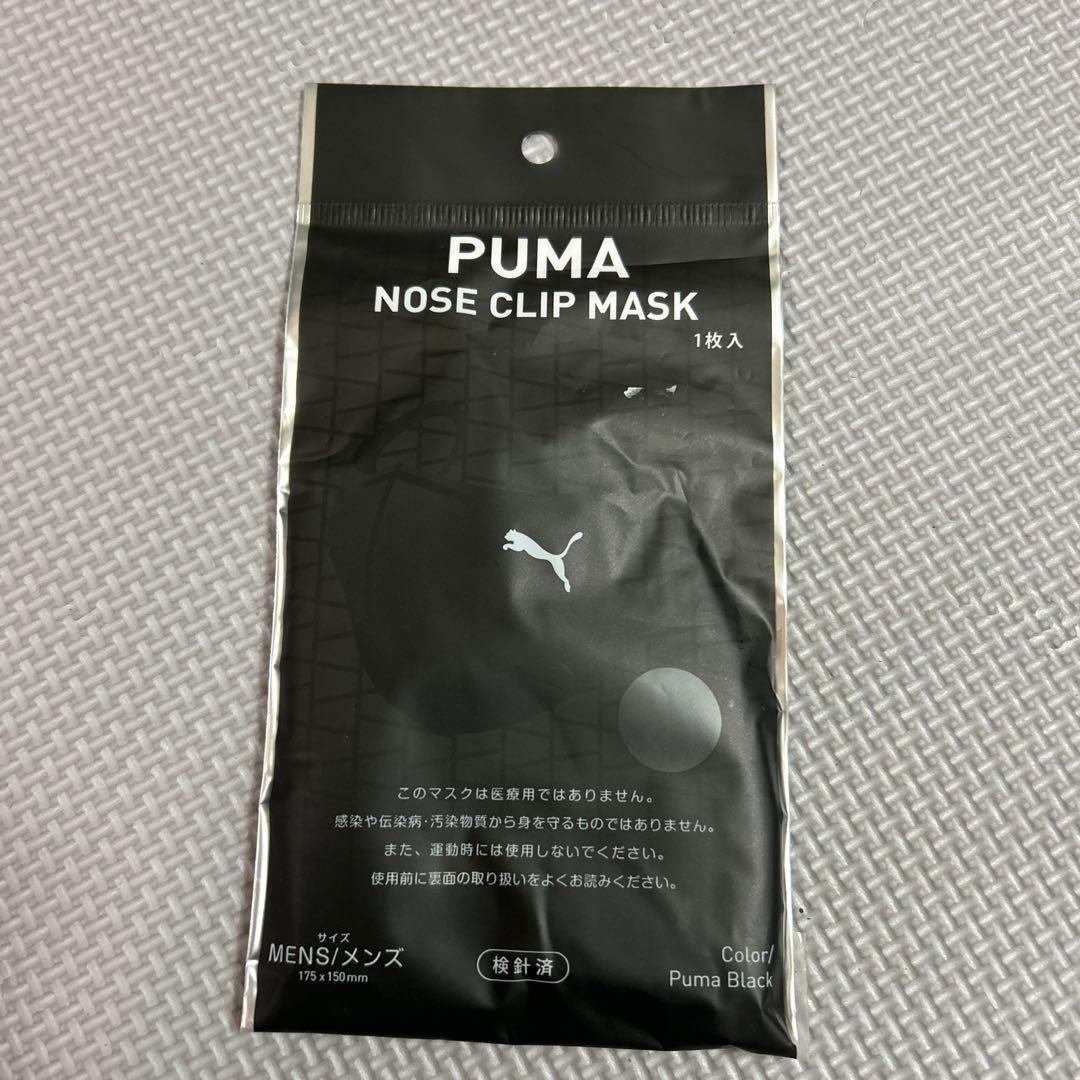 PUMA
NOSE CLIP MASK
1枚入
このマスクは医療用ではありません。
感染や伝染病・汚染物質から身を守るものではありません。
また、運動時には使用しないでください。
使用前に裏面の取り扱いをよくお読みください。
サイズ
MENS/メンズ
175 x 150mm
検針済
Color/
Puma Black